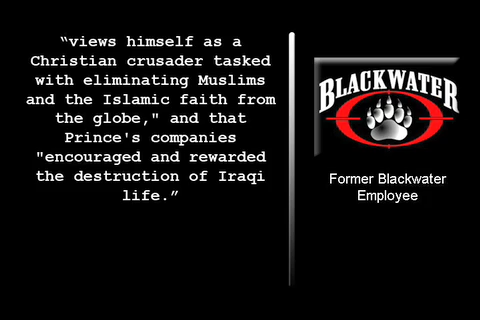 “views himself as a
Christian crusader tasked
with eliminating Muslims
and the Islamic faith from
the globe," and that
Prince's companies
"encouraged and rewarded
the destruction of Iraqi
life.”
BLACKWATER
Former Blackwater
Employee